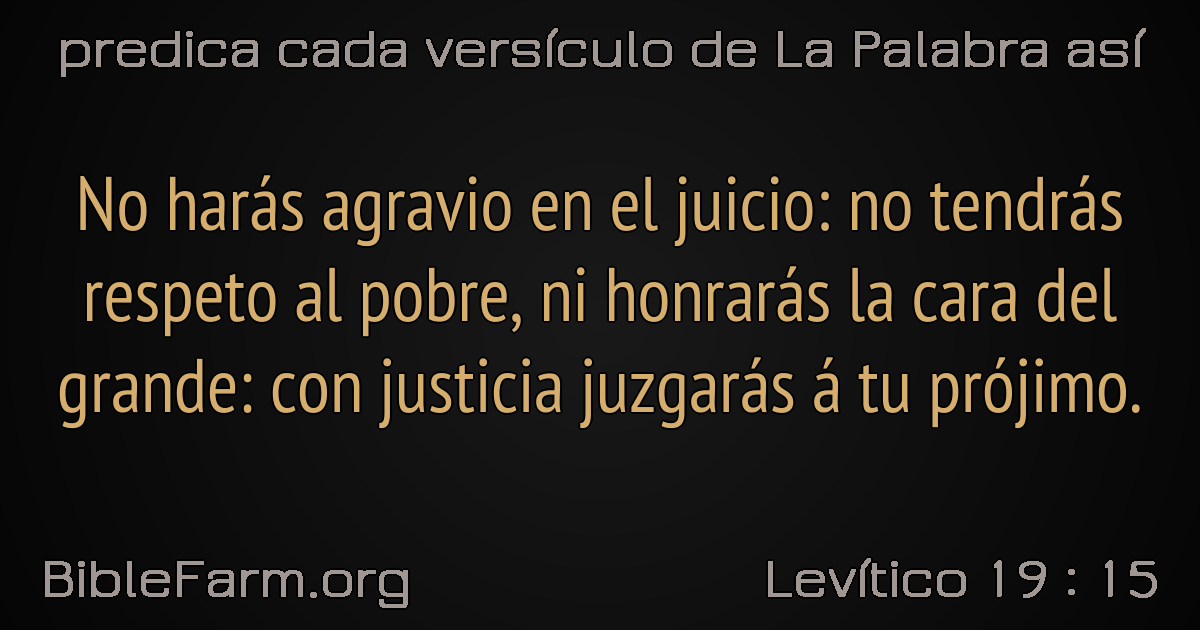 predica cada versículo de La Palabra así
No harás agravio en el juicio: no tendrás
respeto al pobre, ni honrarás la cara del
grande: con justicia juzgarás á tu prójimo.
BibleFarm.org
Levítico 19 : 15